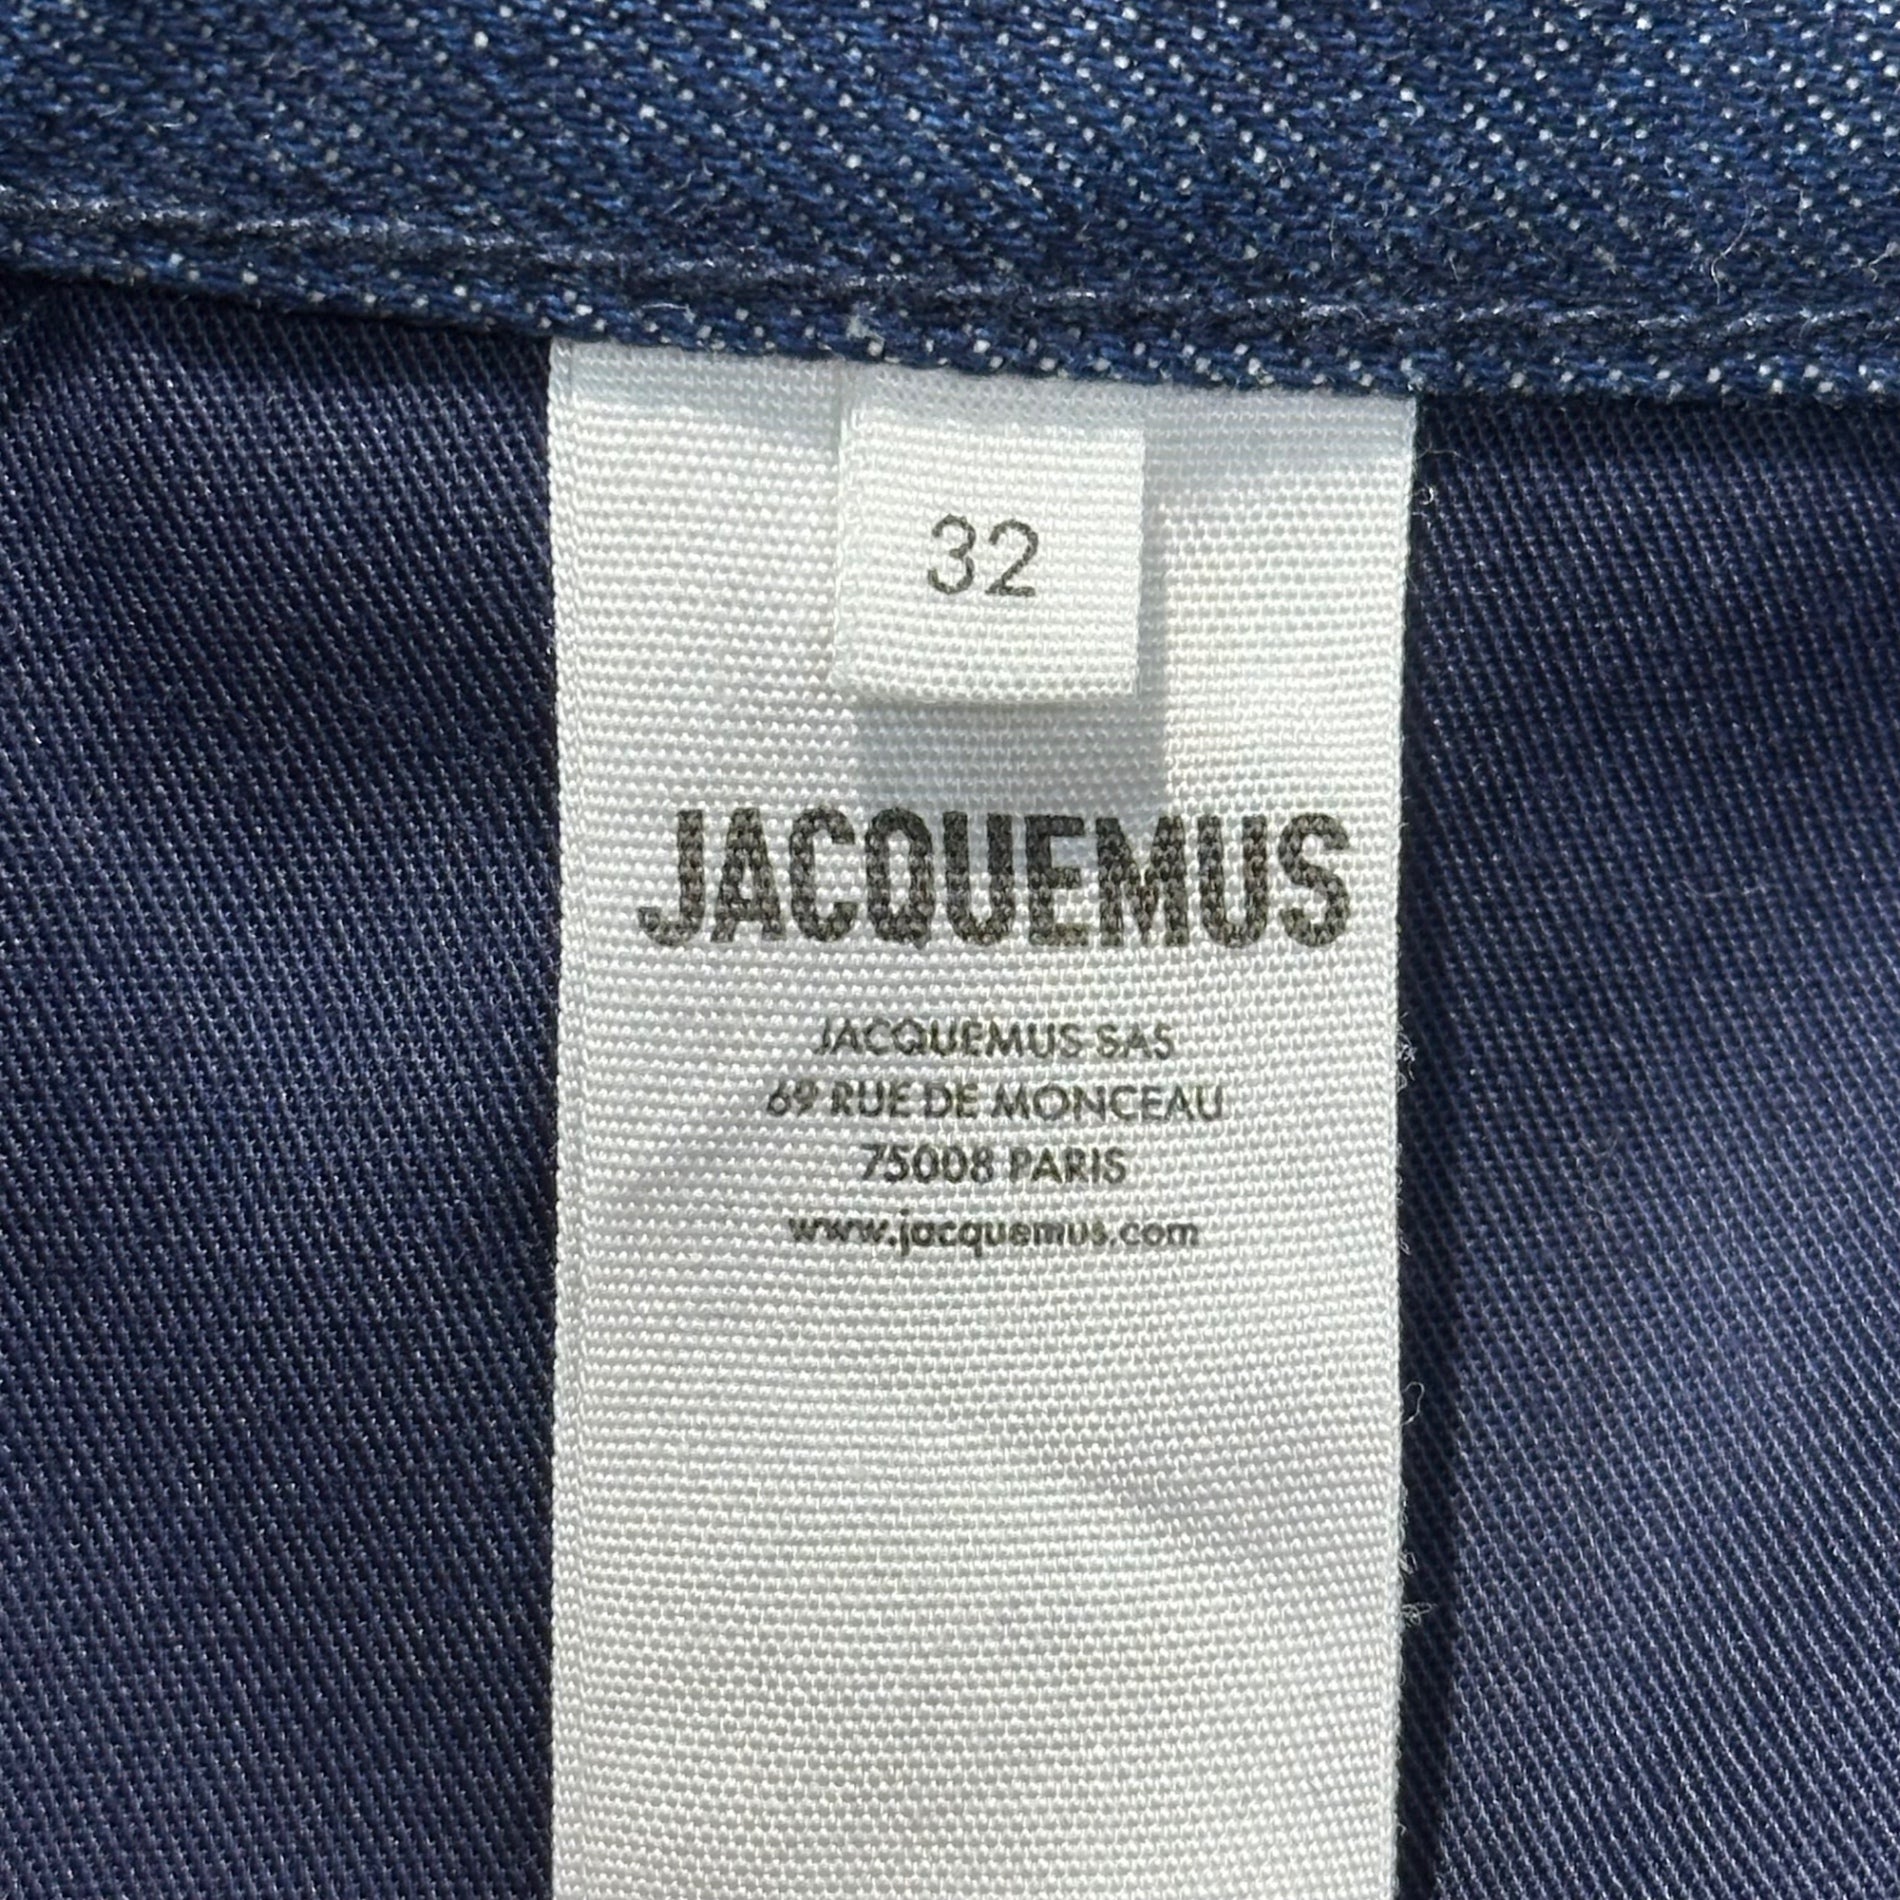 32
JACQUEMUS
JACQUEMUS SAS
69 RUE DE MONCEAU
75008 PARIS
www.jacquemus.com